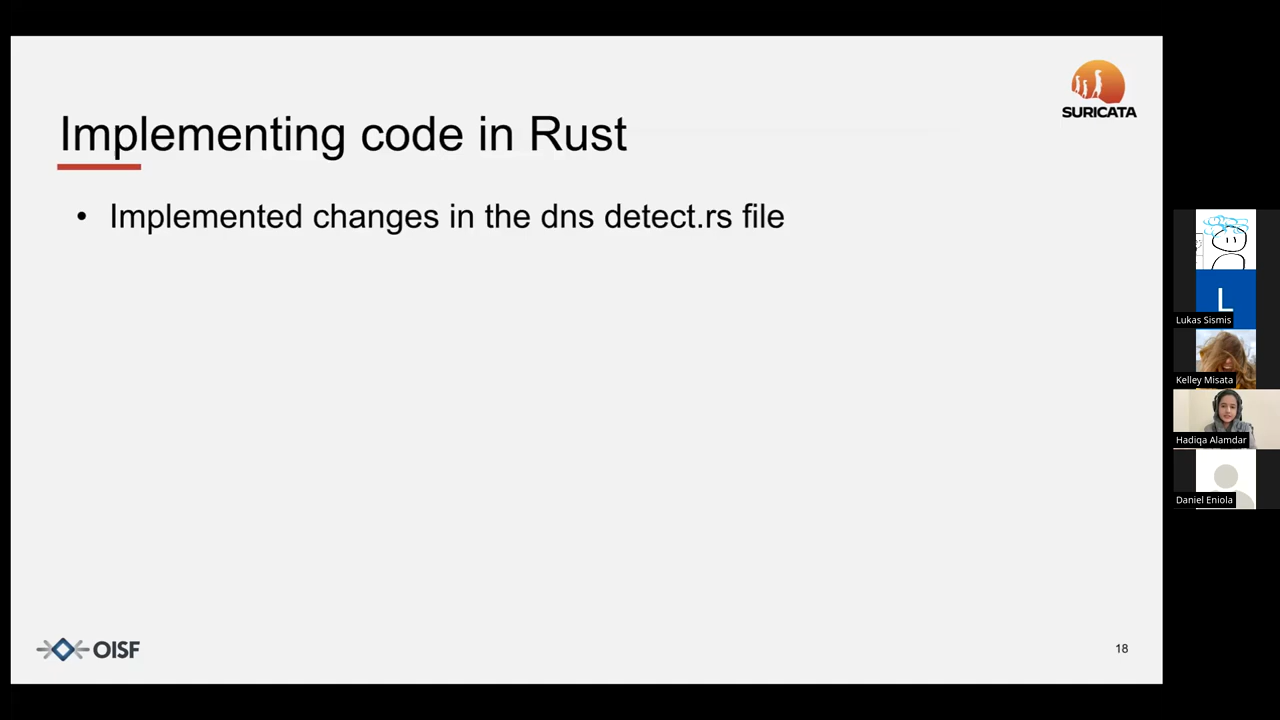 SURICATA
Implementing code in Rust
• Implemented changes in the dns detect.rs file
L
Lukas Sismis
Kelley Misata
Hadiqa Alamdar
Daniel Eniola
OISF
18